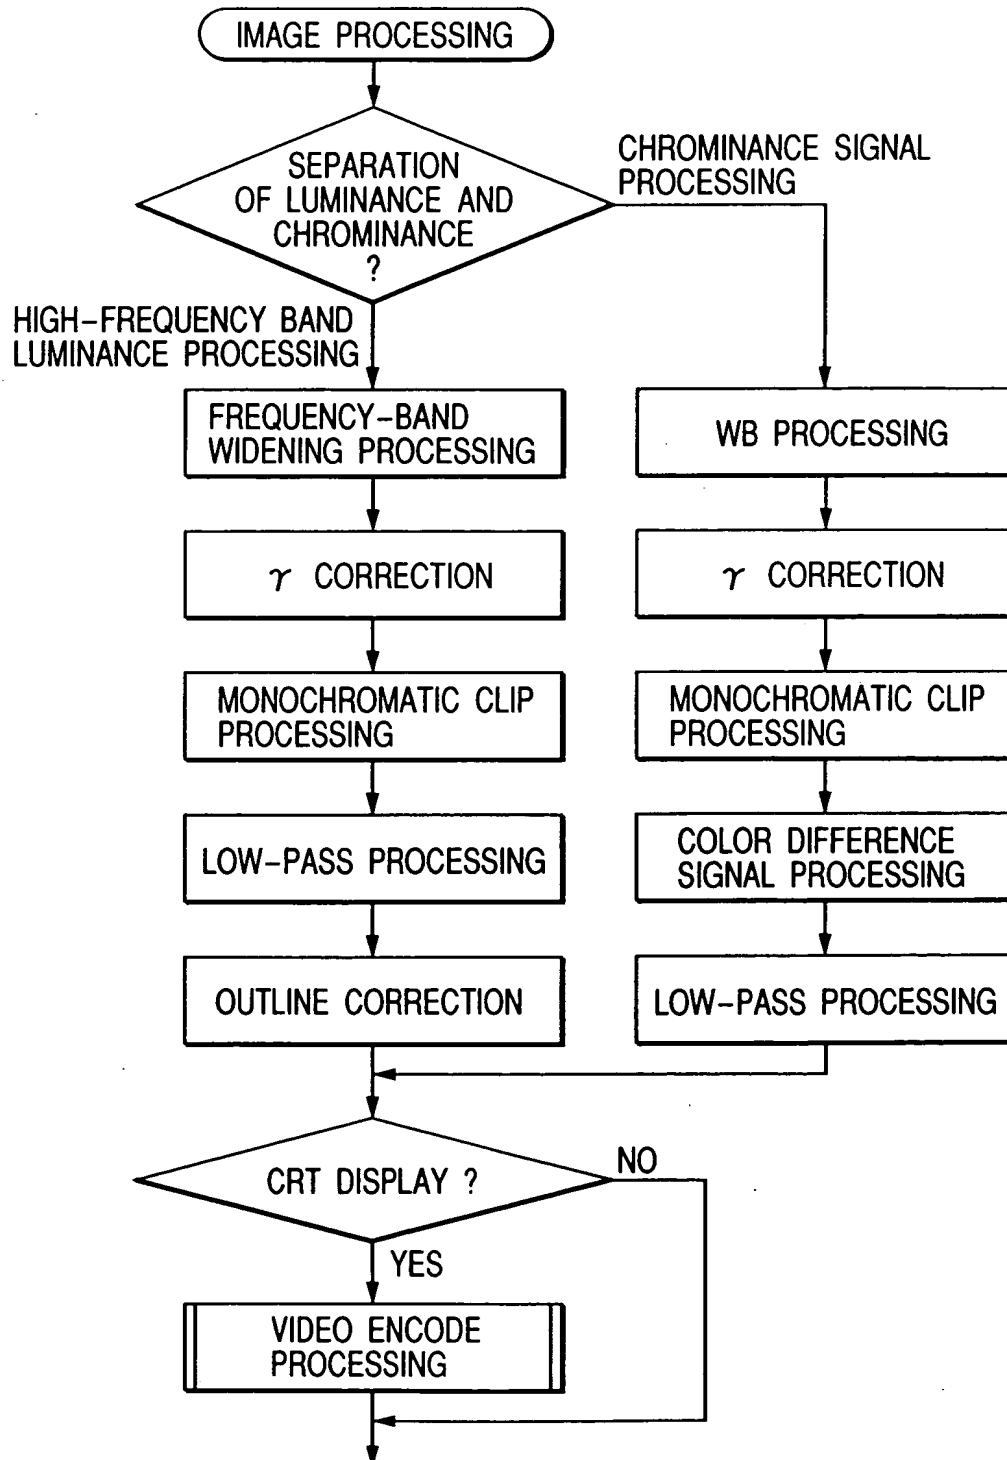 IMAGE PROCESSING
SEPARATION
OF LUMINANCE AND
CHROMINANCE
?
CHROMINANCE SIGNAL
PROCESSING
HIGH-FREQUENCY BAND
LUMINANCE PROCESSING
FREQUENCY-BAND
WIDENING PROCESSING
γ CORRECTION
MONOCHROMATIC CLIP
PROCESSING
LOW-PASS PROCESSING
OUTLINE CORRECTION
WB PROCESSING
γ CORRECTION
MONOCHROMATIC CLIP
PROCESSING
COLOR DIFFERENCE
SIGNAL PROCESSING
LOW-PASS PROCESSING
CRT DISPLAY ?
NO
YES
VIDEO ENCODE
PROCESSING